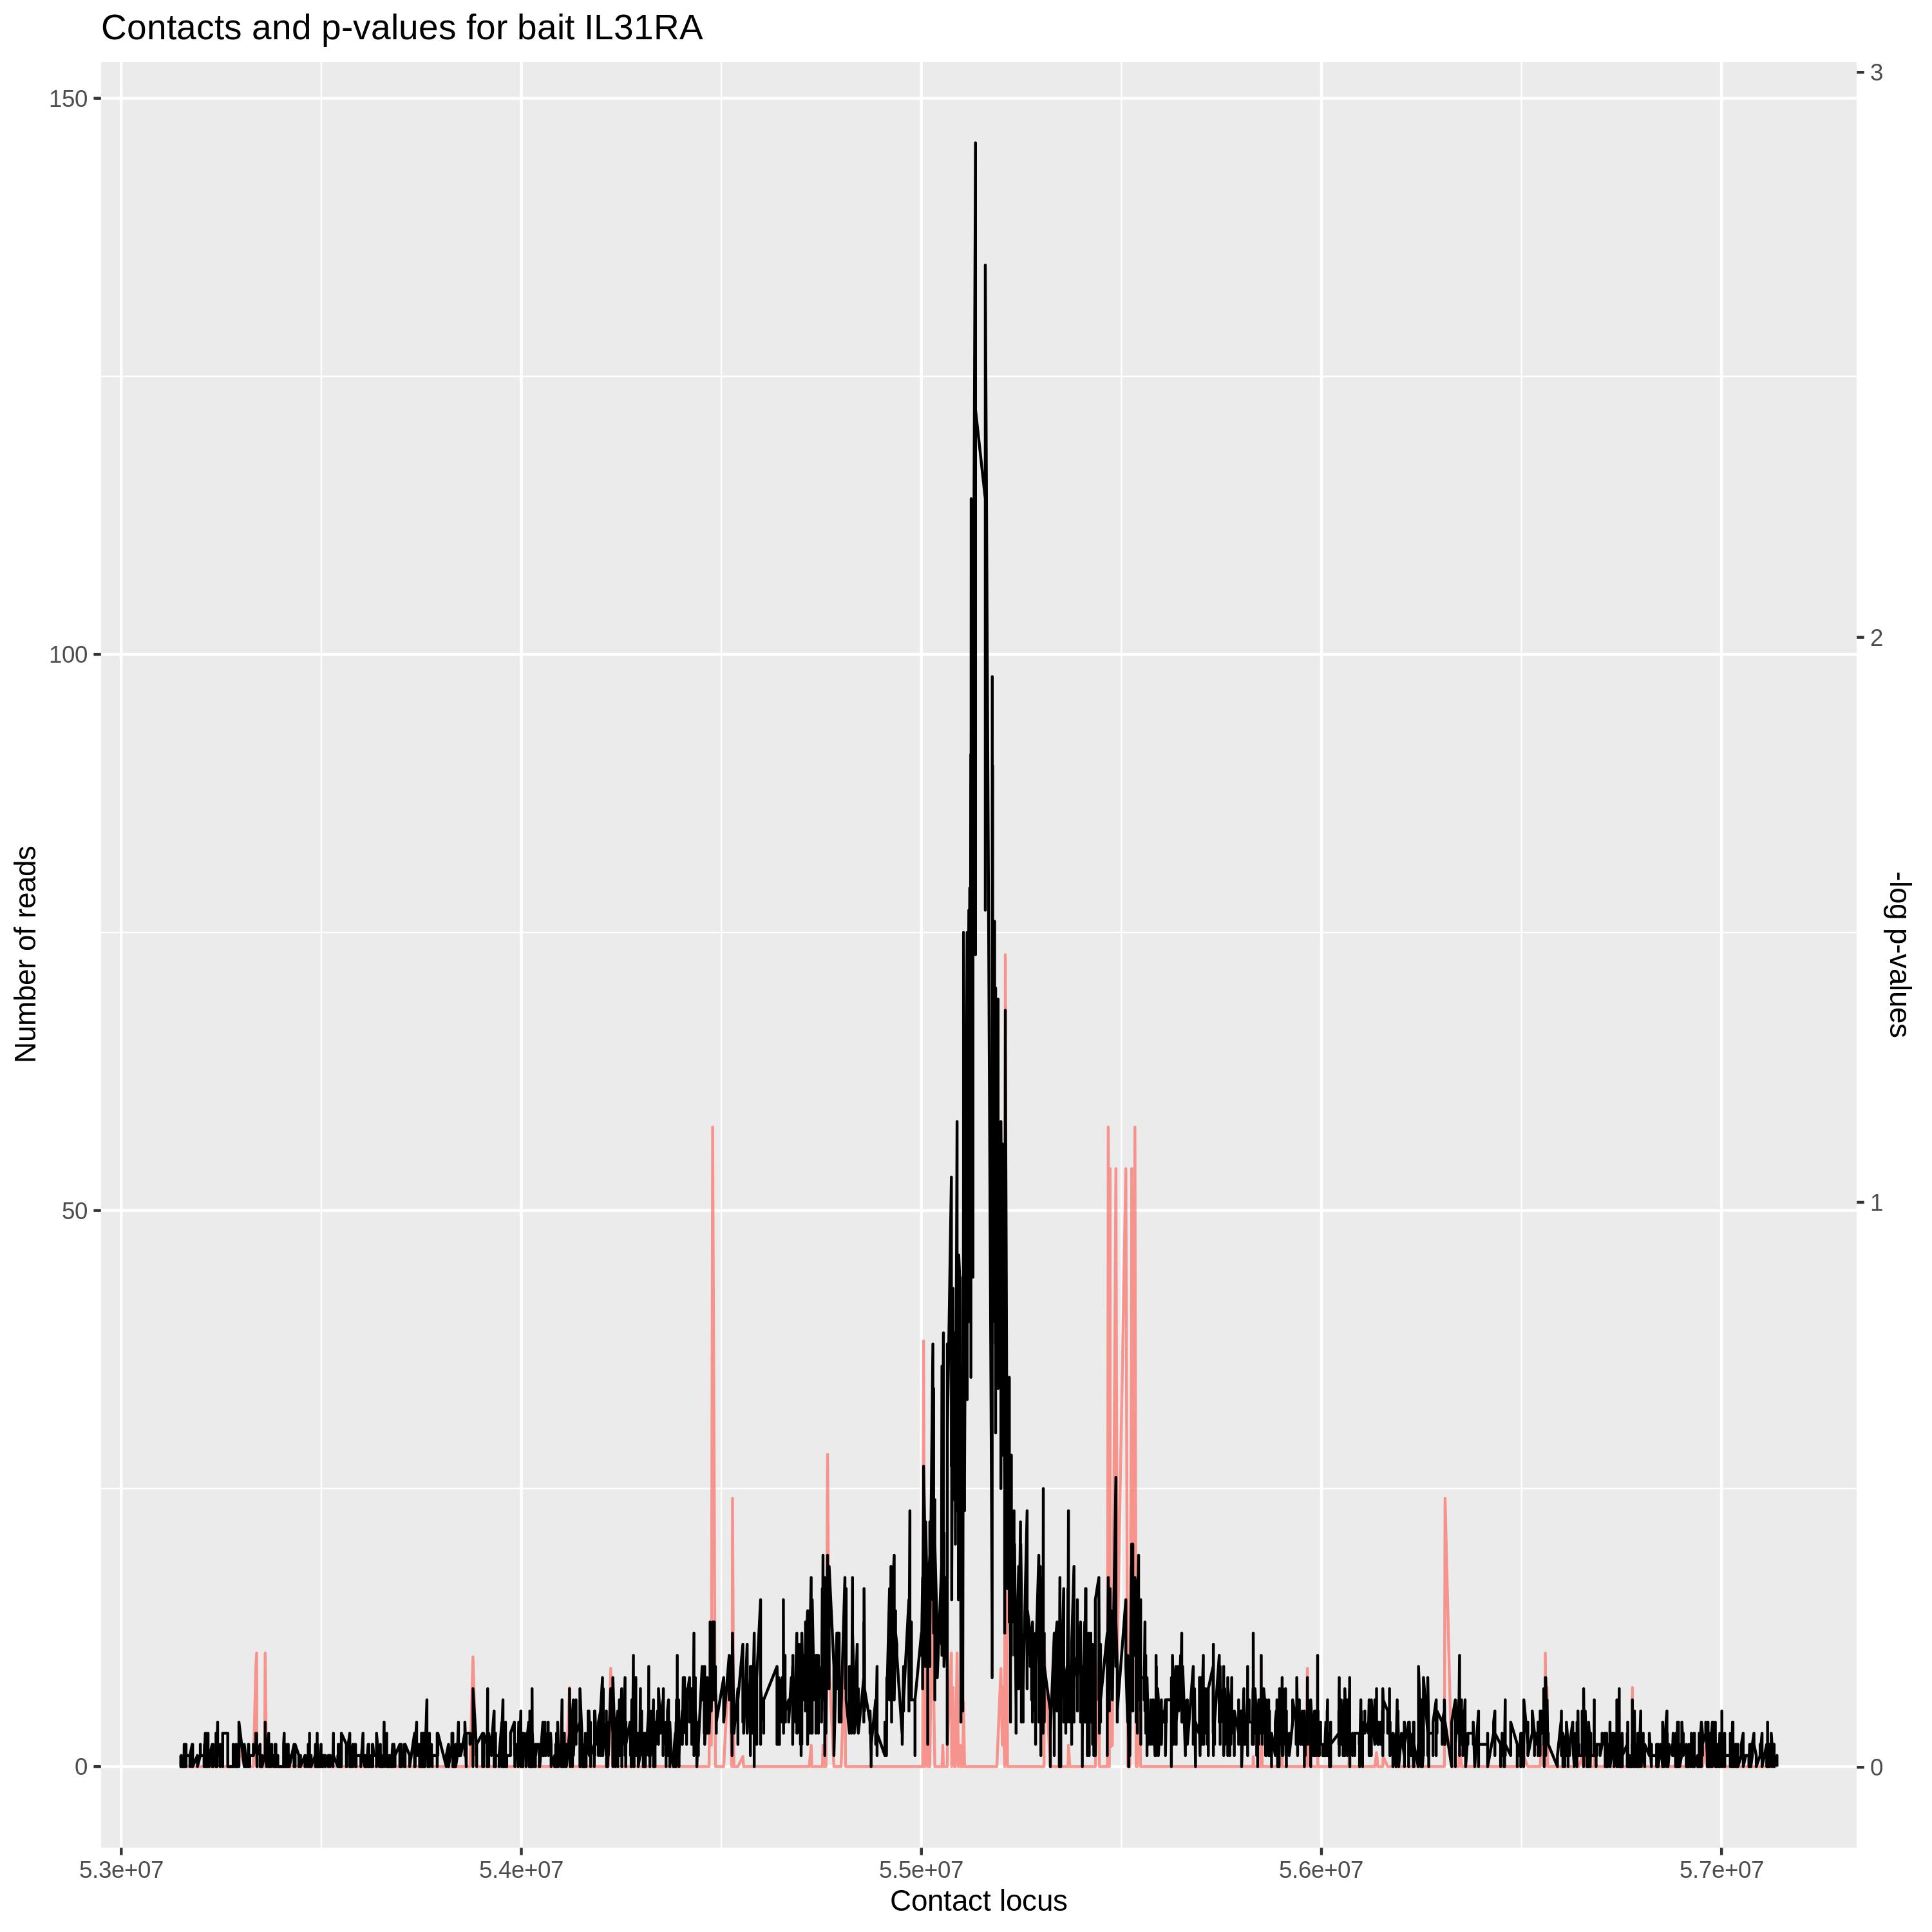 Contacts and p-values for bait IL31RA
150
100
50
0
Number of reads
3
2
1
0
-log p-values
5.3e+07
5.4e+07
5.5e+07
5.6e+07
5.7e+07
Contact locus